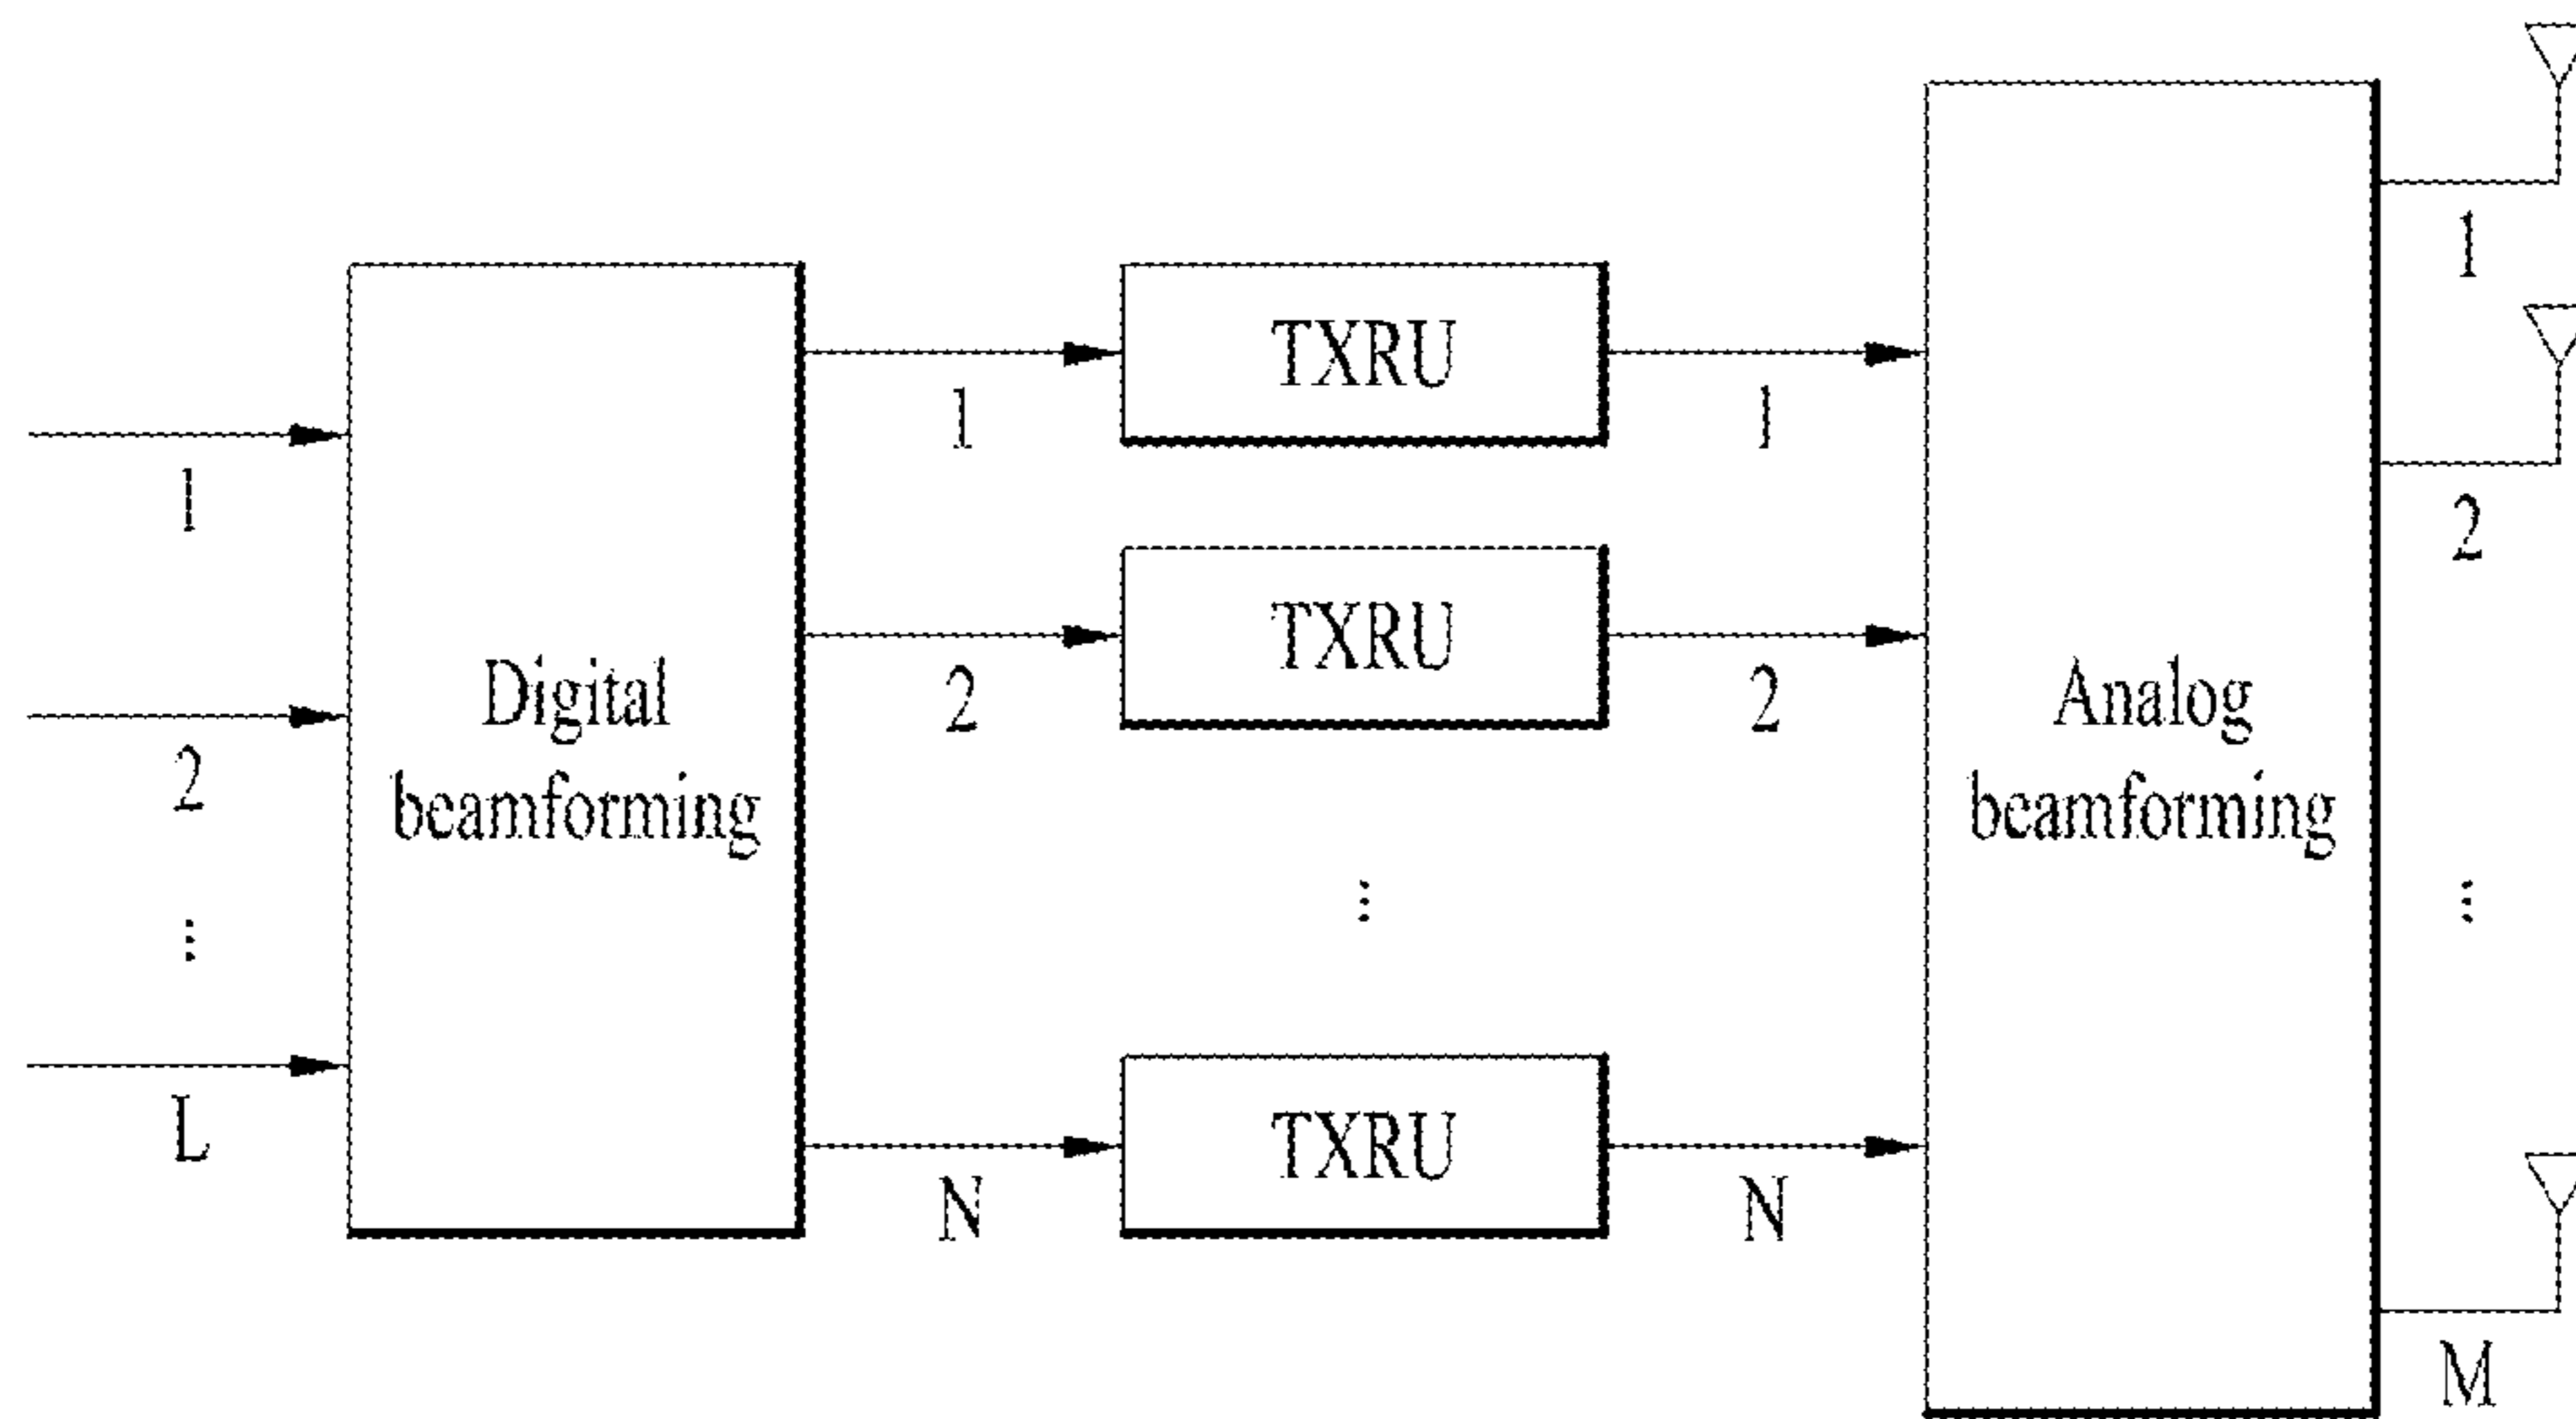 1
2
⋮
L
Digital
beamforming
1
2
N
TXRU
TXRU
⋮
TXRU
1
2
N
Analog
beamforming
1
2
⋮
M